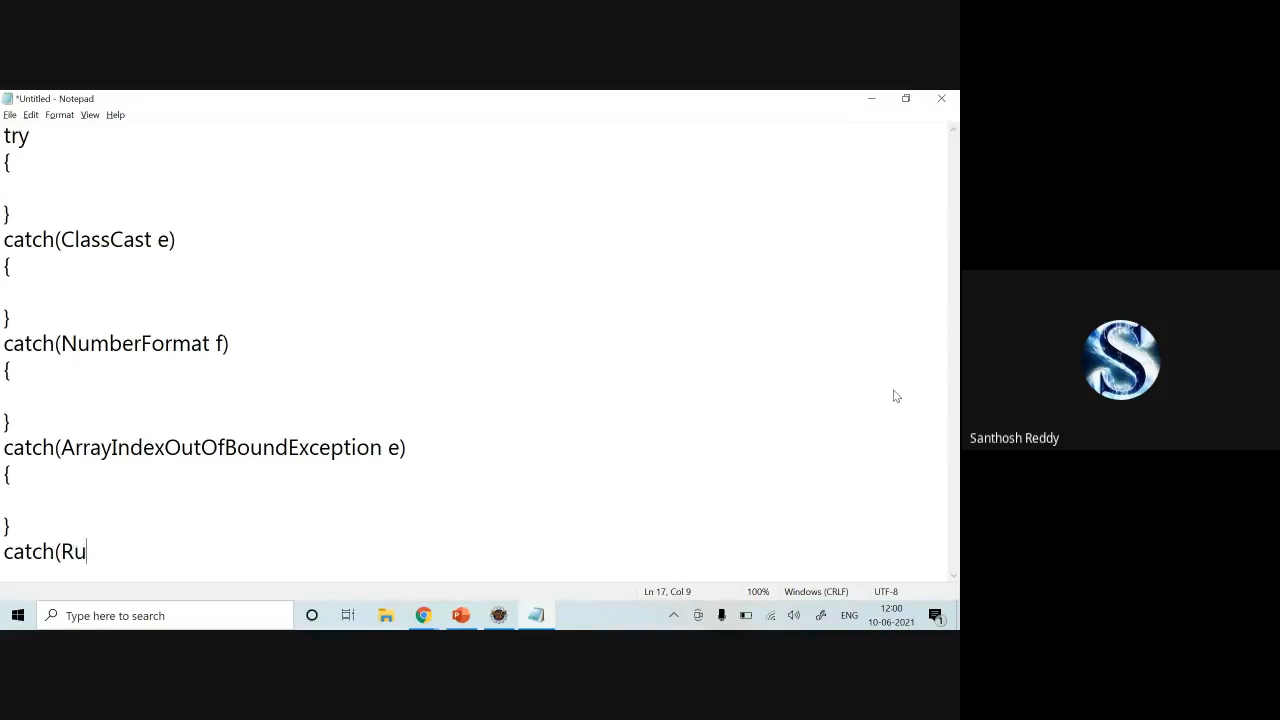 *Untitled - Notepad
File Edit Format View Help
try
{
}
catch(ClassCast e)
{
}
catch(NumberFormat f)
{
}
catch(ArrayIndexOutOfBoundException e)
{
}
catch(Ru
Ln 17, Col 9 100% Windows (CRLF) UTF-8
Type here to search
ENG
12:00
10-06-2021
1
S
Santhosh Reddy